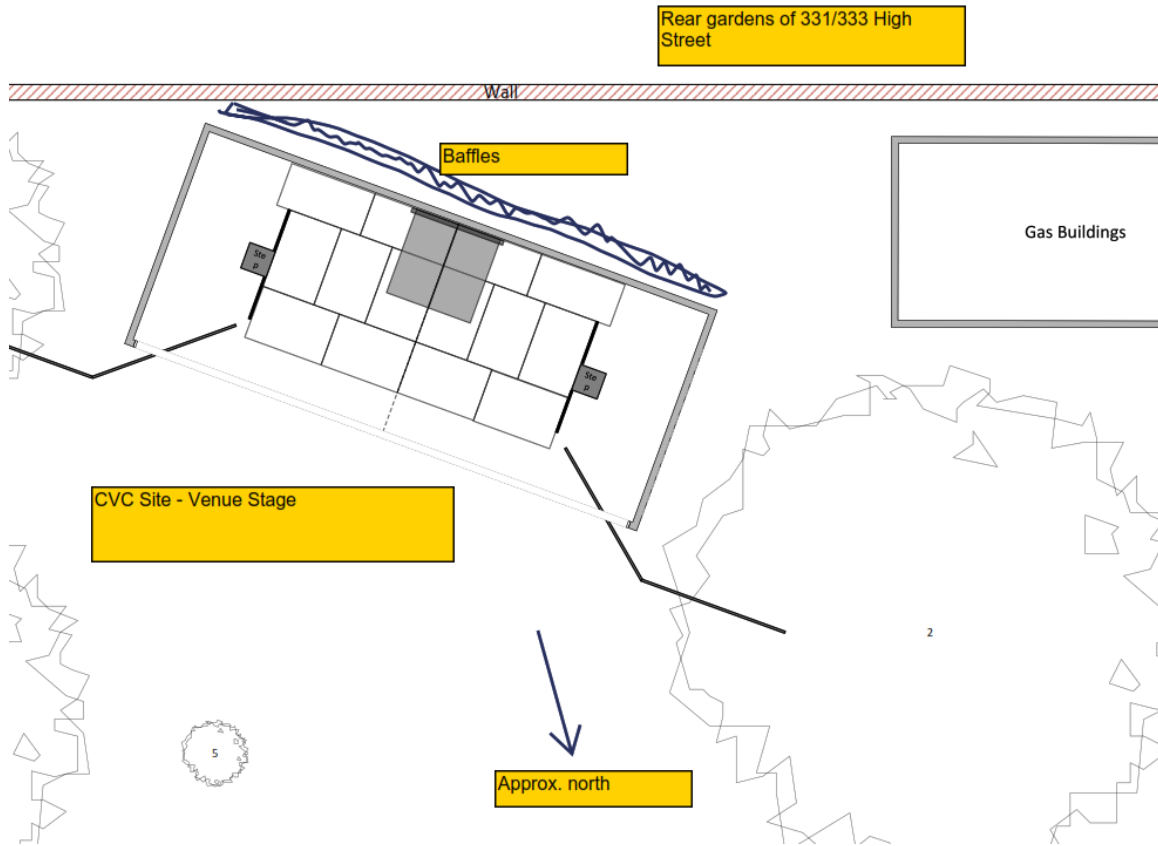 Rear gardens of 331/333 High
Street
Wall
Baffles
Gas Buildings
Ste
p
Ste
p
CVC Site - Venue Stage
2
5
Approx. north